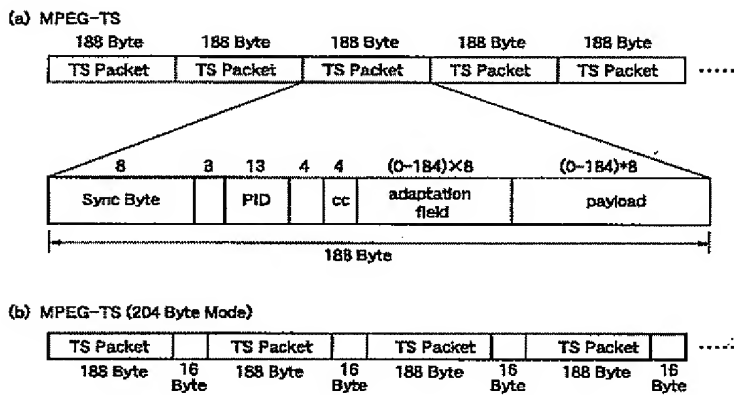 (a) MPEG-TS
188 Byte 188 Byte 188 Byte 188 Byte 188 Byte
TS Packet TS Packet TS Packet TS Packet TS Packet
8 3 13 4 4 (0-184)×8 (0-184)*8
Sync Byte PID cc adaptation field payload
188 Byte
(b) MPEG-TS (204 Byte Mode)
TS Packet TS Packet TS Packet TS Packet
188 Byte 16 Byte 188 Byte 16 Byte 188 Byte 16 Byte 188 Byte 16 Byte